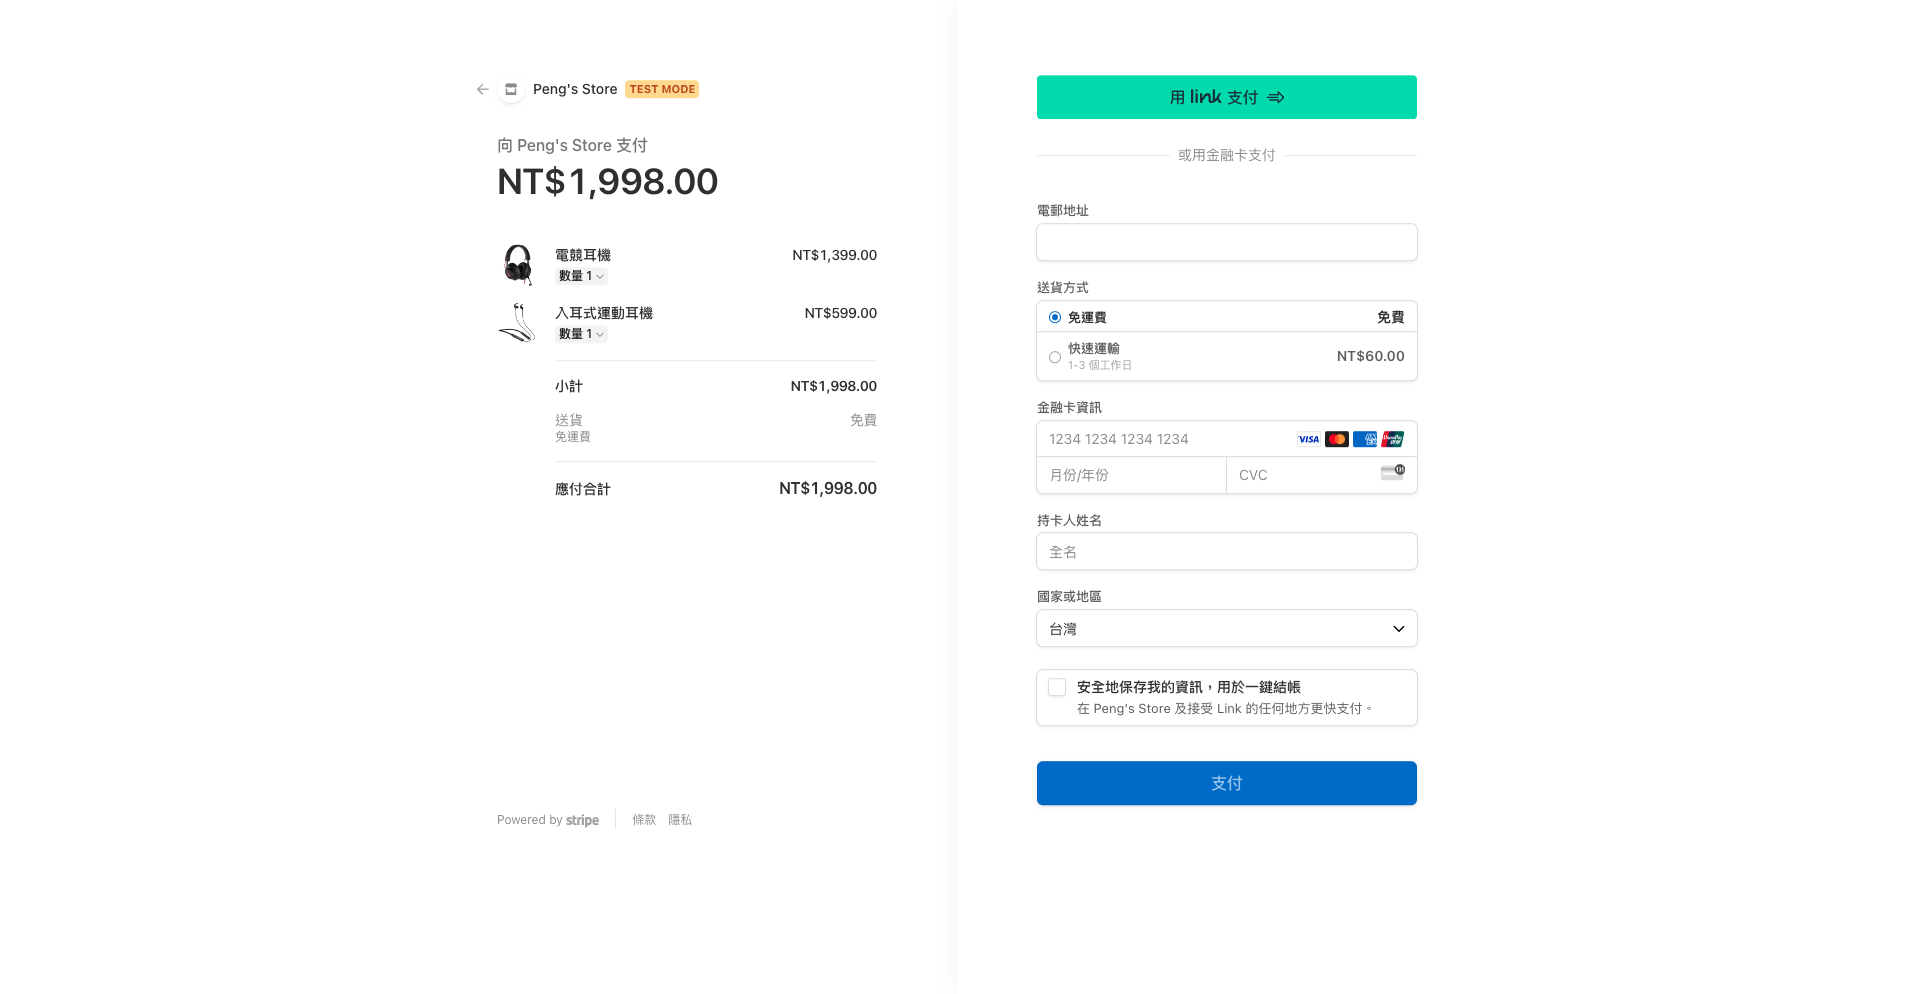 Peng's Store TEST MODE
向 Peng's Store 支付
NT$1,998.00
電競耳機 NT$1,399.00
數量 1
入耳式運動耳機 NT$599.00
數量 1
小計 NT$1,998.00
送貨 免費
免運費
應付合計 NT$1,998.00
Powered by stripe 條款 隱私
用 link 支付
或用金融卡支付
電郵地址
送貨方式
免運費 免費
快速運輸 NT$60.00
1-3 個工作日
金融卡資訊
1234 1234 1234 1234 VISA
月份/年份 CVC 135
持卡人姓名
全名
國家或地區
台灣
安全地保存我的資訊，用於一鍵結帳
在 Peng's Store 及接受 Link 的任何地方更快支付。
支付